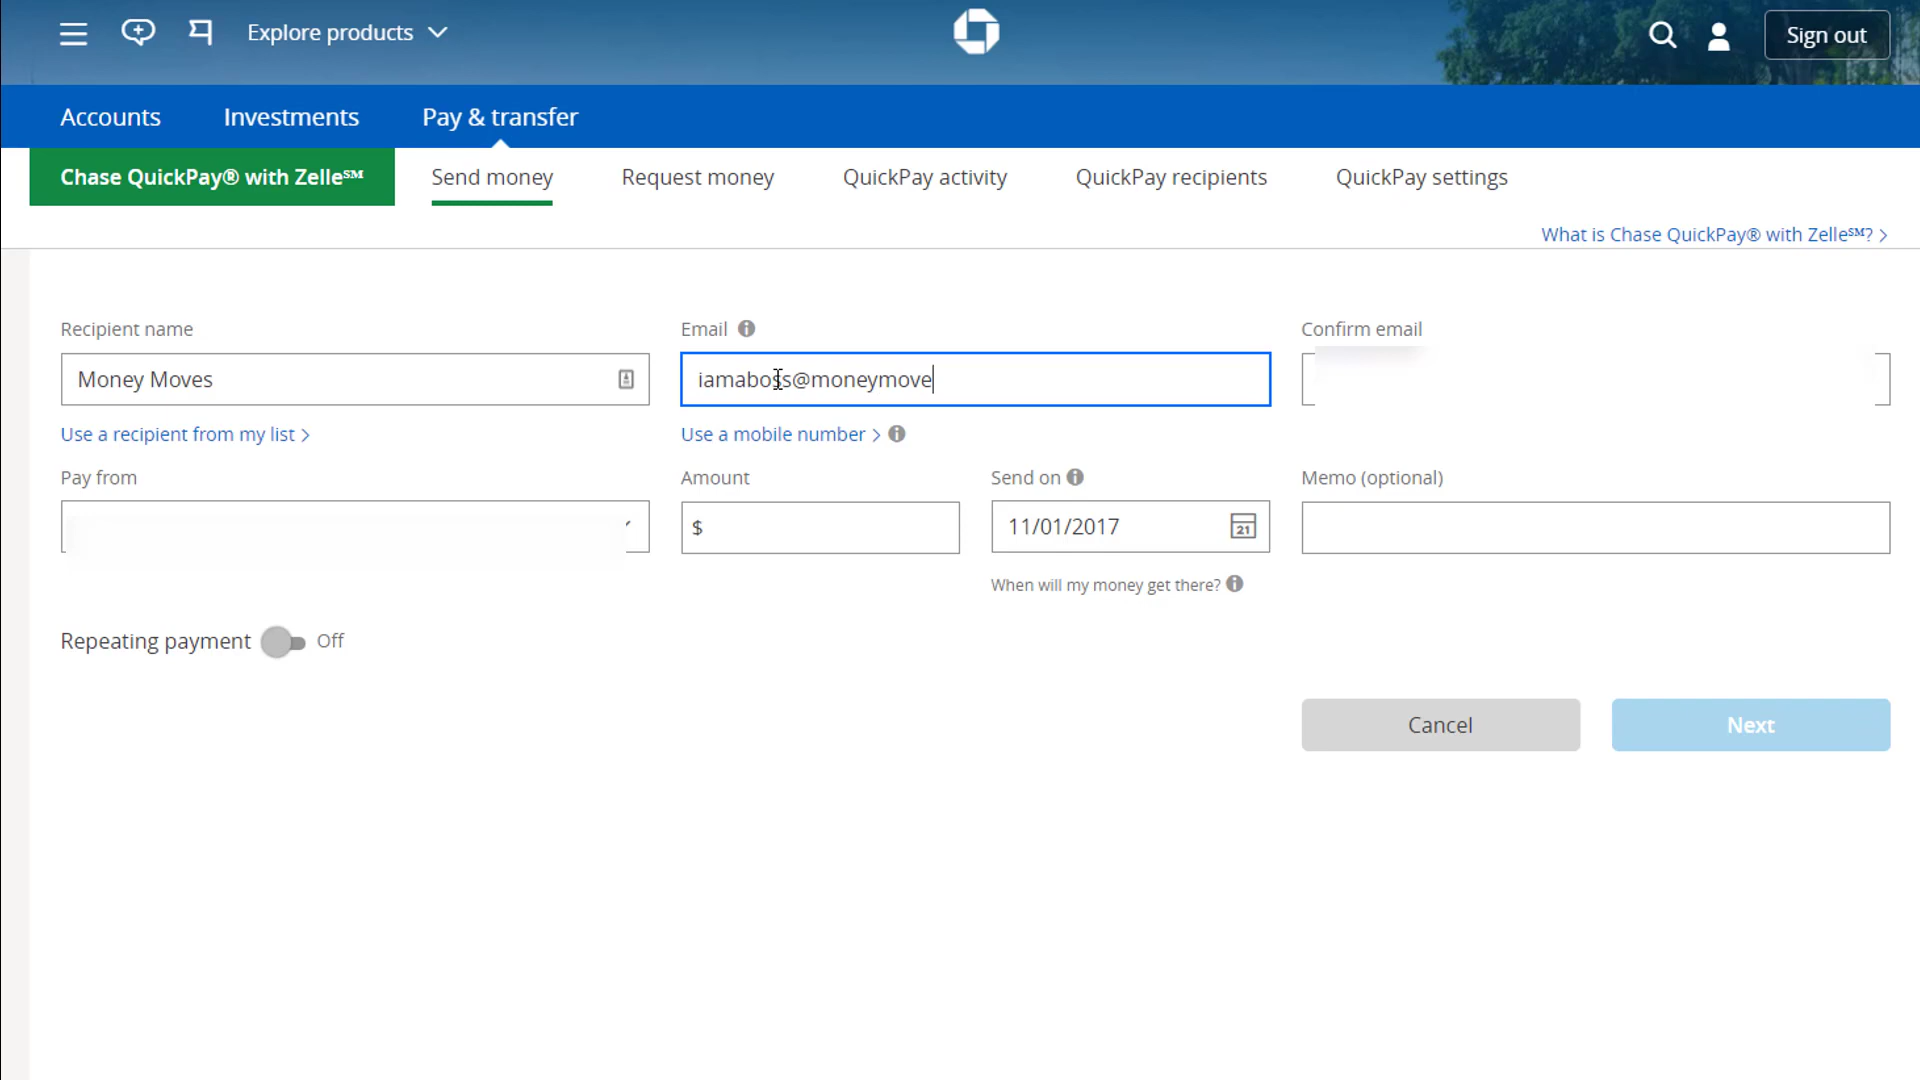 Explore products
Sign out
Accounts Investments Pay & transfer
Chase QuickPay® with Zelle℠ Send money Request money QuickPay activity QuickPay recipients QuickPay settings
What is Chase QuickPay® with Zelle℠?
Recipient name Email Confirm email
Money Moves iamaboss@moneymove
Use a recipient from my list Use a mobile number
Pay from Amount Send on Memo (optional)
$ 11/01/2017 21
When will my money get there?
Repeating payment Off
Cancel Next